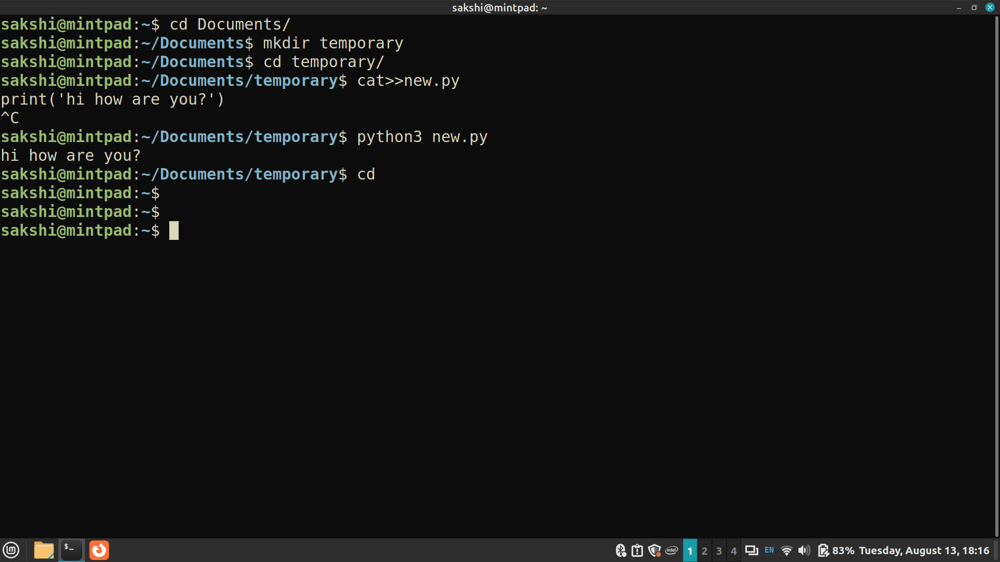 sakshi@mintpad: ~
sakshi@mintpad:~$ cd Documents/
sakshi@mintpad:~/Documents$ mkdir temporary
sakshi@mintpad:~/Documents$ cd temporary/
sakshi@mintpad:~/Documents/temporary$ cat>>new.py
print('hi how are you?')
^C
sakshi@mintpad:~/Documents/temporary$ python3 new.py
hi how are you?
sakshi@mintpad:~/Documents/temporary$ cd
sakshi@mintpad:~$
sakshi@mintpad:~$
sakshi@mintpad:~$
$_ intel 1 2 3 4 EN 83% Tuesday, August 13, 18:16